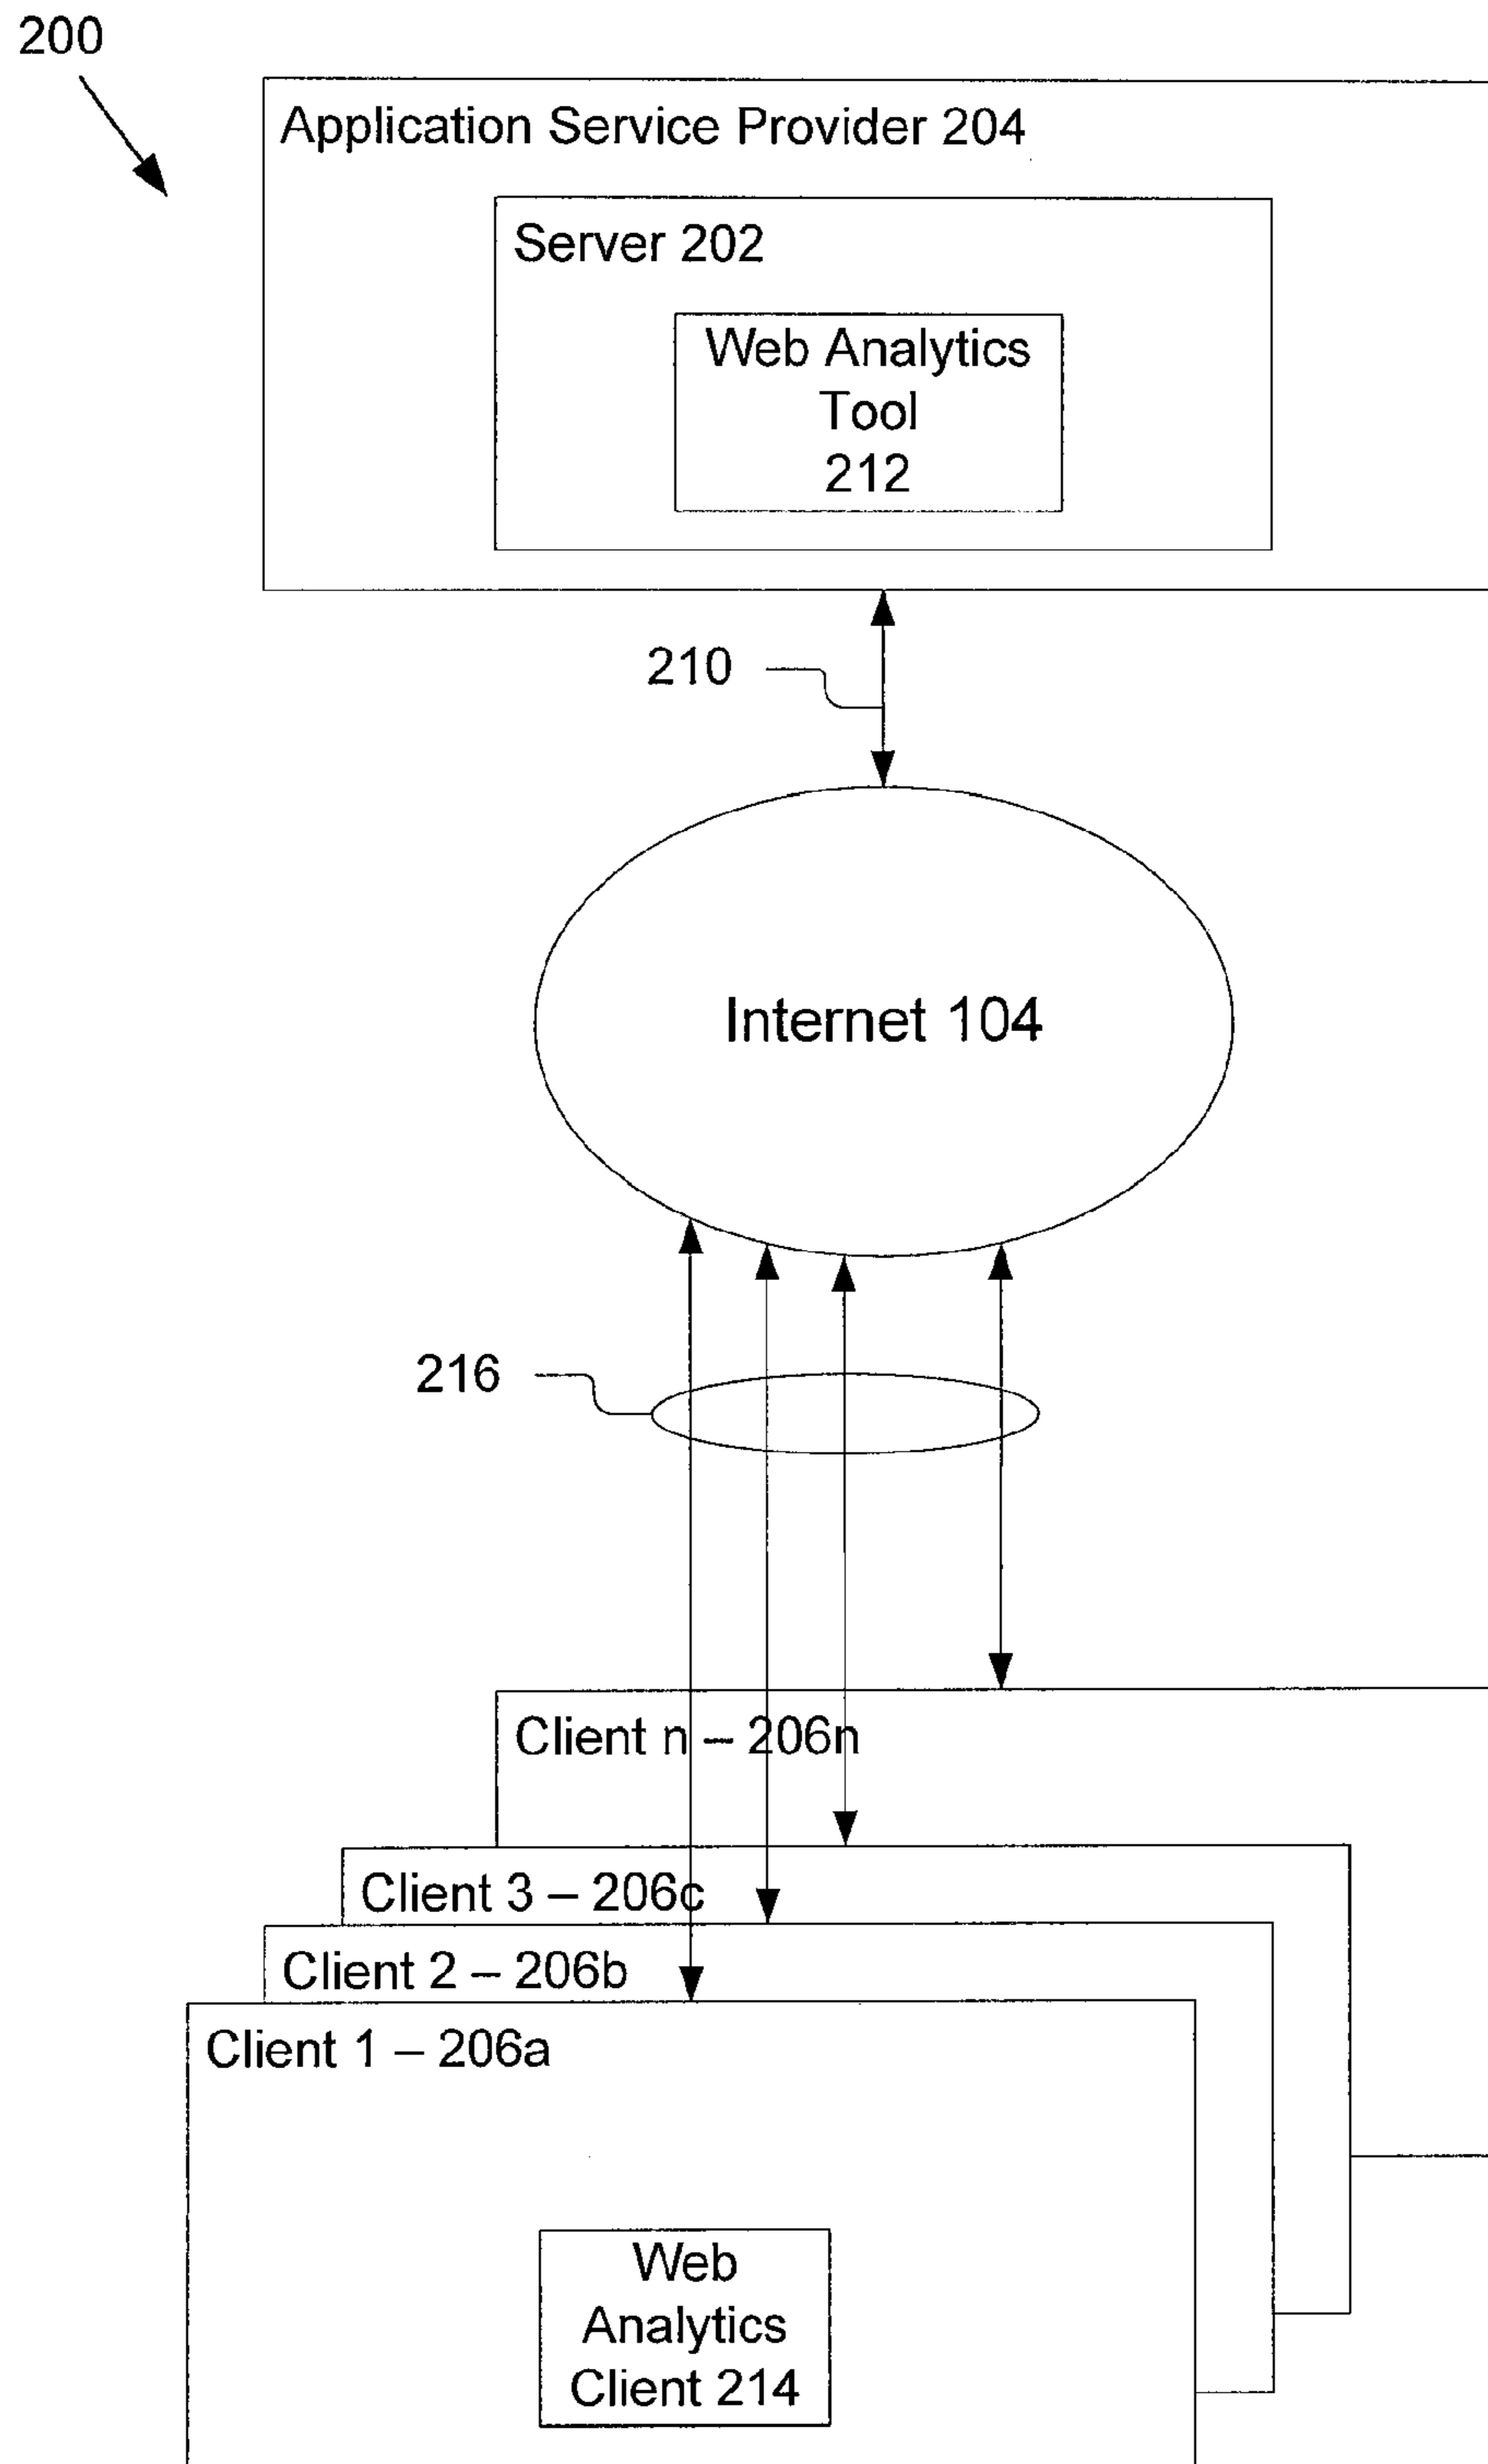 200
Application Service Provider 204
Server 202
Web Analytics
Tool
212
210
Internet 104
216
Client n – 206n
Client 3 – 206c
Client 2 – 206b
Client 1 – 206a
Web
Analytics
Client 214